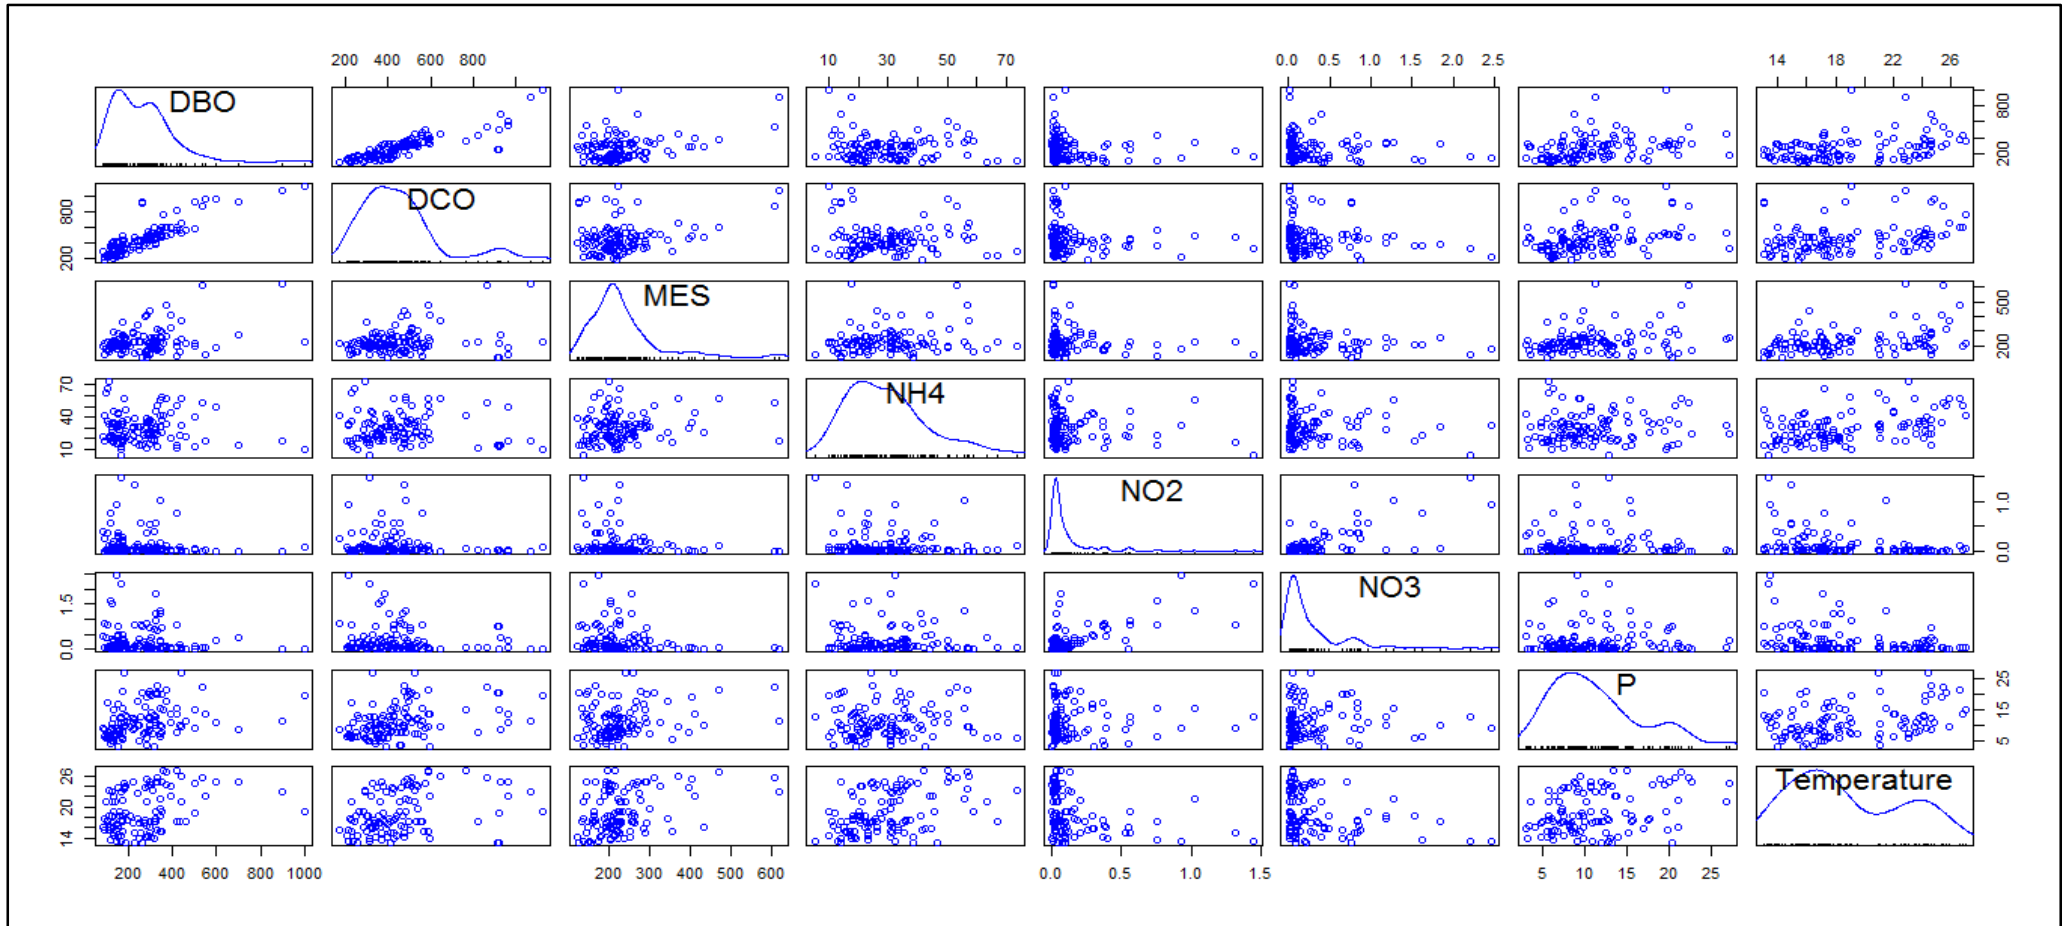 200 400 600 800
10 30 50 70
0.0 0.5 1.0 1.5 2.0 2.5
14 18 22 26
DBO
200 800
200 800
DCO
MES
200 500
10 40 70
NH4
NO2
0.0 1.0
0.0 1.5
NO3
P
5 15 25
14 20 26
Temperature
200 400 600 800 1000
200 300 400 500 600
0.0 0.5 1.0 1.5
5 10 15 20 25